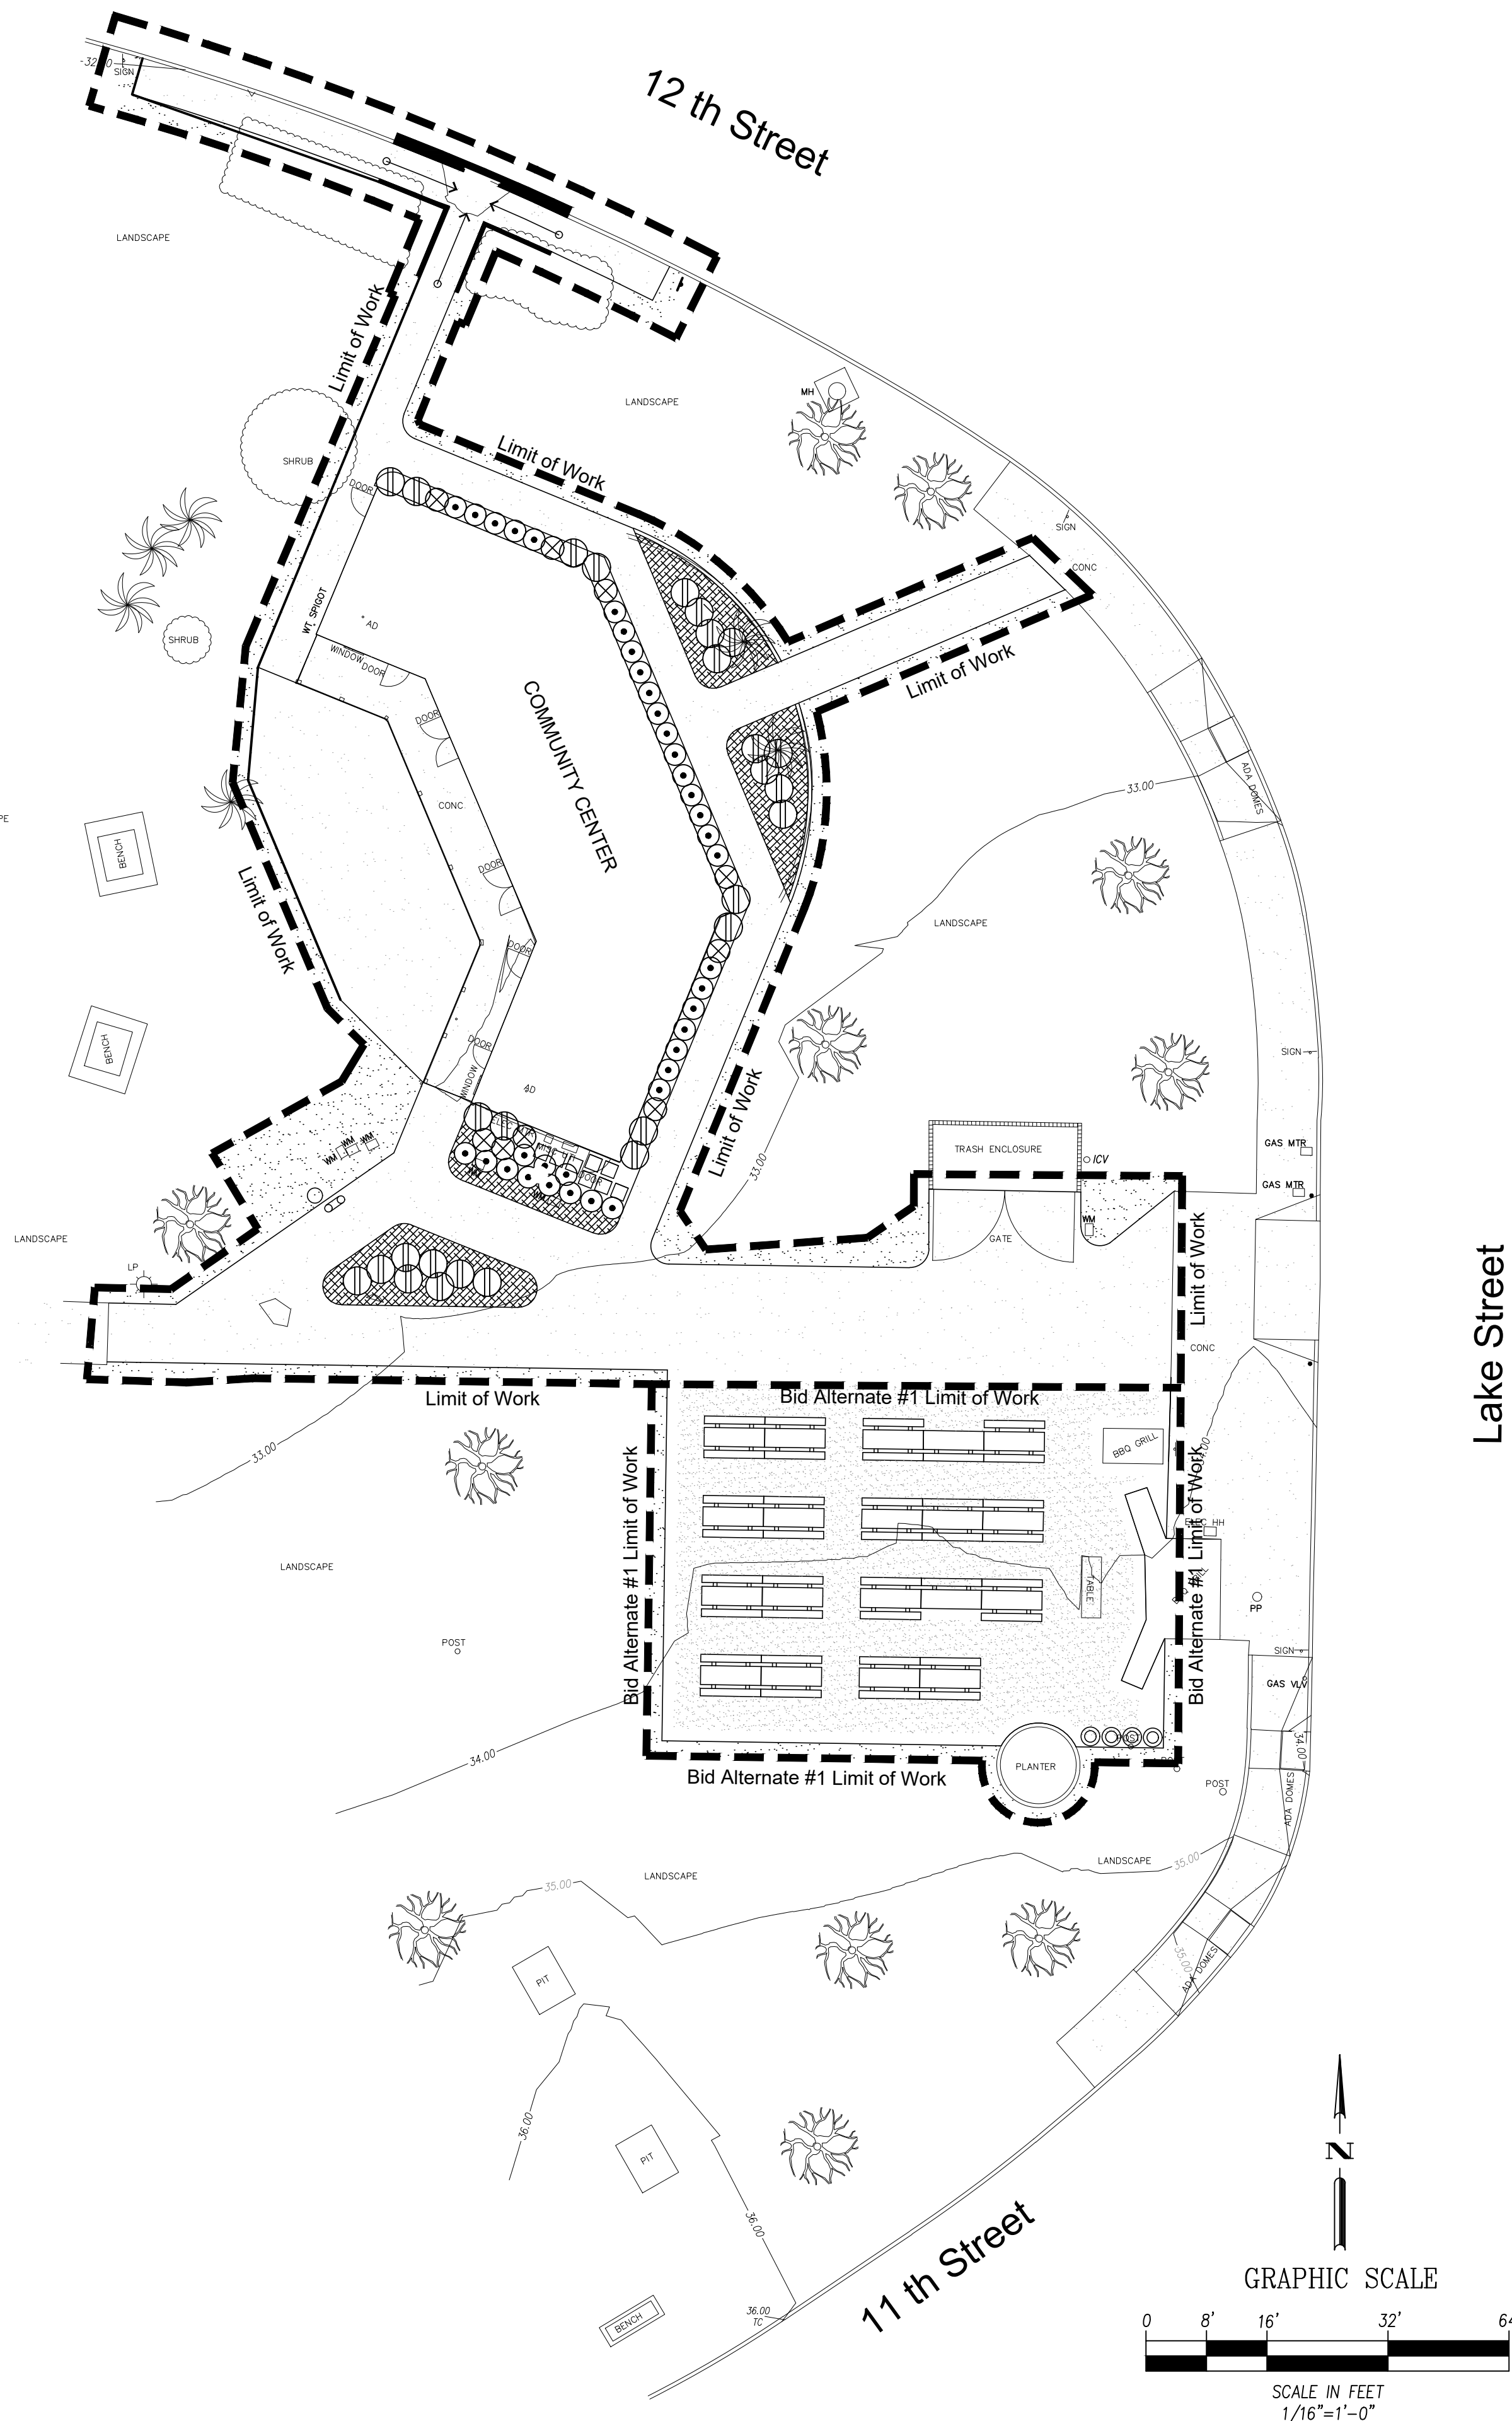 12 th Street
SIGN
LANDSCAPE
Limit of Work
MH
LANDSCAPE
Limit of Work
SHRUB
DOOR
SIGN
CONC
WT SPIGOT
AD
SHRUB
WINDOW
DOOR
Limit of Work
DOOR
COMMUNITY CENTER
33.00
ADA DOMES
CONC
BENCH
DOOR
Limit of Work
LANDSCAPE
DOOR
BENCH
DOOR
SIGN
WINDOW
Limit of Work
33.00
WM
WM
WM
TRASH ENCLOSURE
ICV
GAS MTR
GAS MTR
WM
GATE
Limit of Work
LANDSCAPE
LP
Lake Street
CONC
Limit of Work
Bid Alternate #1 Limit of Work
33.00
BBQ GRILL
Bid Alternate #1 Limit of Work
Bid Alternate #1 Limit of Work
LANDSCAPE
TABLE
PP
POST
SIGN
GAS VLV
34.00
34.00
Bid Alternate #1 Limit of Work
PLANTER
POST
ADA DOMES
LANDSCAPE
LANDSCAPE
35.00
35.00
35.00
ADA DOMES
PIT
36.00
PIT
36.00
N
11 th Street
BENCH
36.00
TC
GRAPHIC SCALE
0 8' 16' 32'
SCALE IN FEET
1/16"=1'-0"